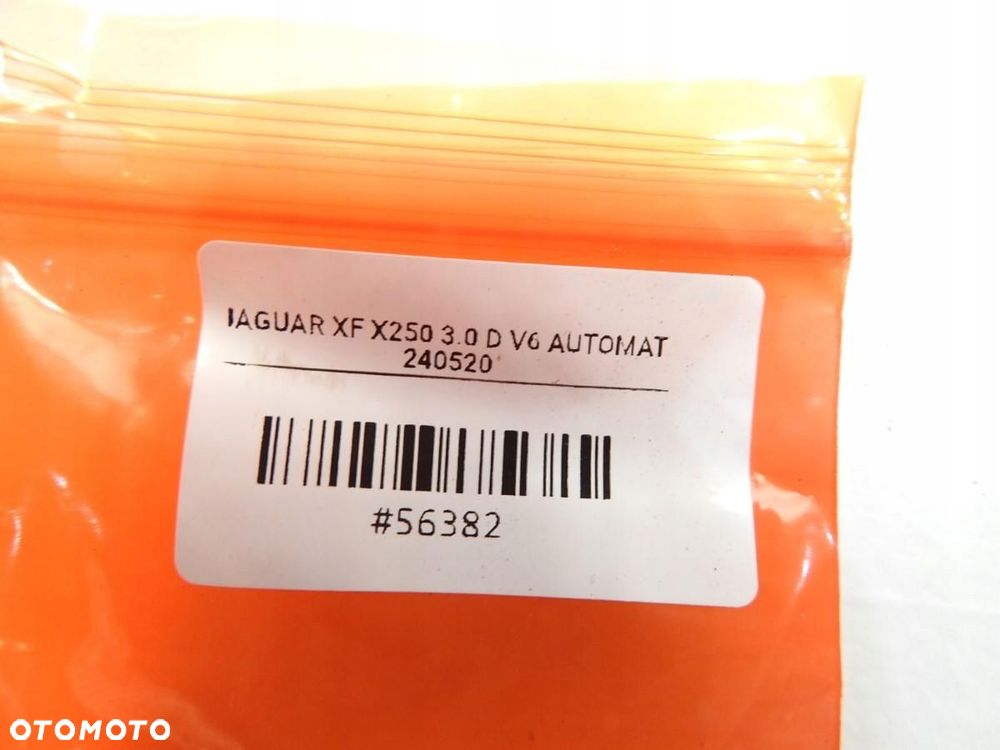 JAGUAR XF X250 3.0 D V6 AUTOMAT
240520
#56382
OTOMOTO